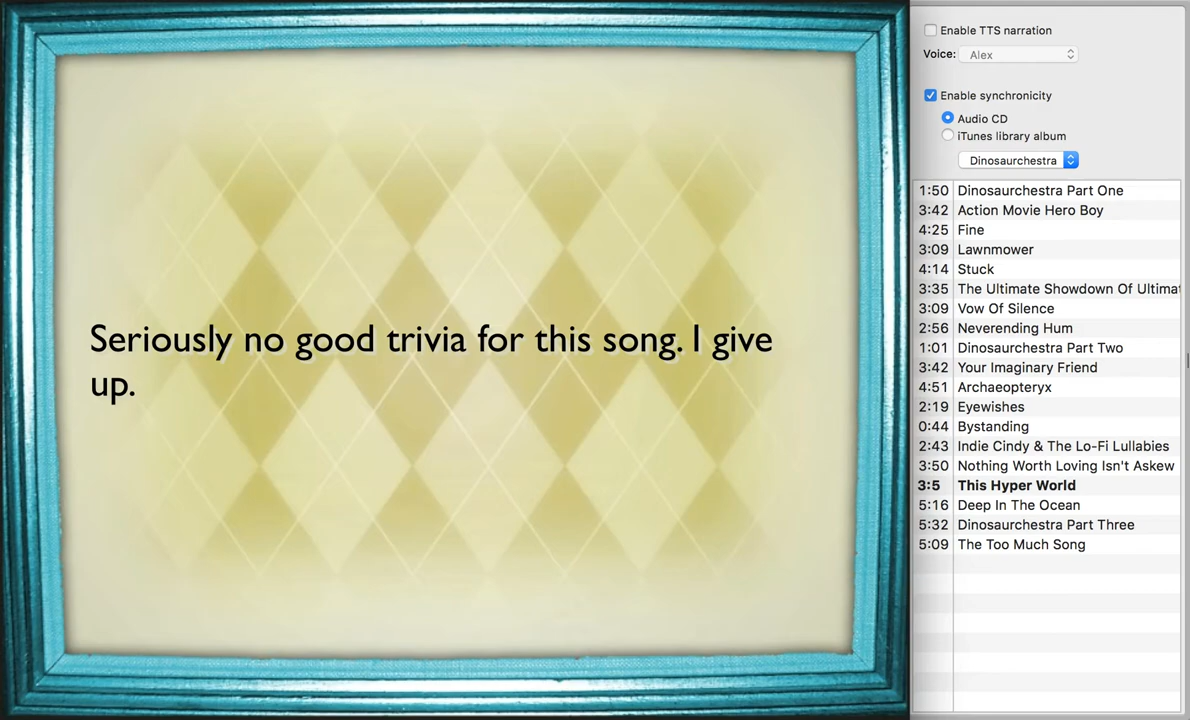 Seriously no good trivia for this song. I give
up.
Enable TTS narration
Voice: Alex
Enable synchronicity
Audio CD
iTunes library album
Dinosaurchestra
1:50 Dinosaurchestra Part One
3:42 Action Movie Hero Boy
4:25 Fine
3:09 Lawnmower
4:14 Stuck
3:35 The Ultimate Showdown Of Ultimat
3:09 Vow Of Silence
2:56 Neverending Hum
1:01 Dinosaurchestra Part Two
3:42 Your Imaginary Friend
4:51 Archaeopteryx
2:19 Eyewishes
0:44 Bystanding
2:43 Indie Cindy & The Lo-Fi Lullabies
3:50 Nothing Worth Loving Isn't Askew
3:5 This Hyper World
5:16 Deep In The Ocean
5:32 Dinosaurchestra Part Three
5:09 The Too Much Song